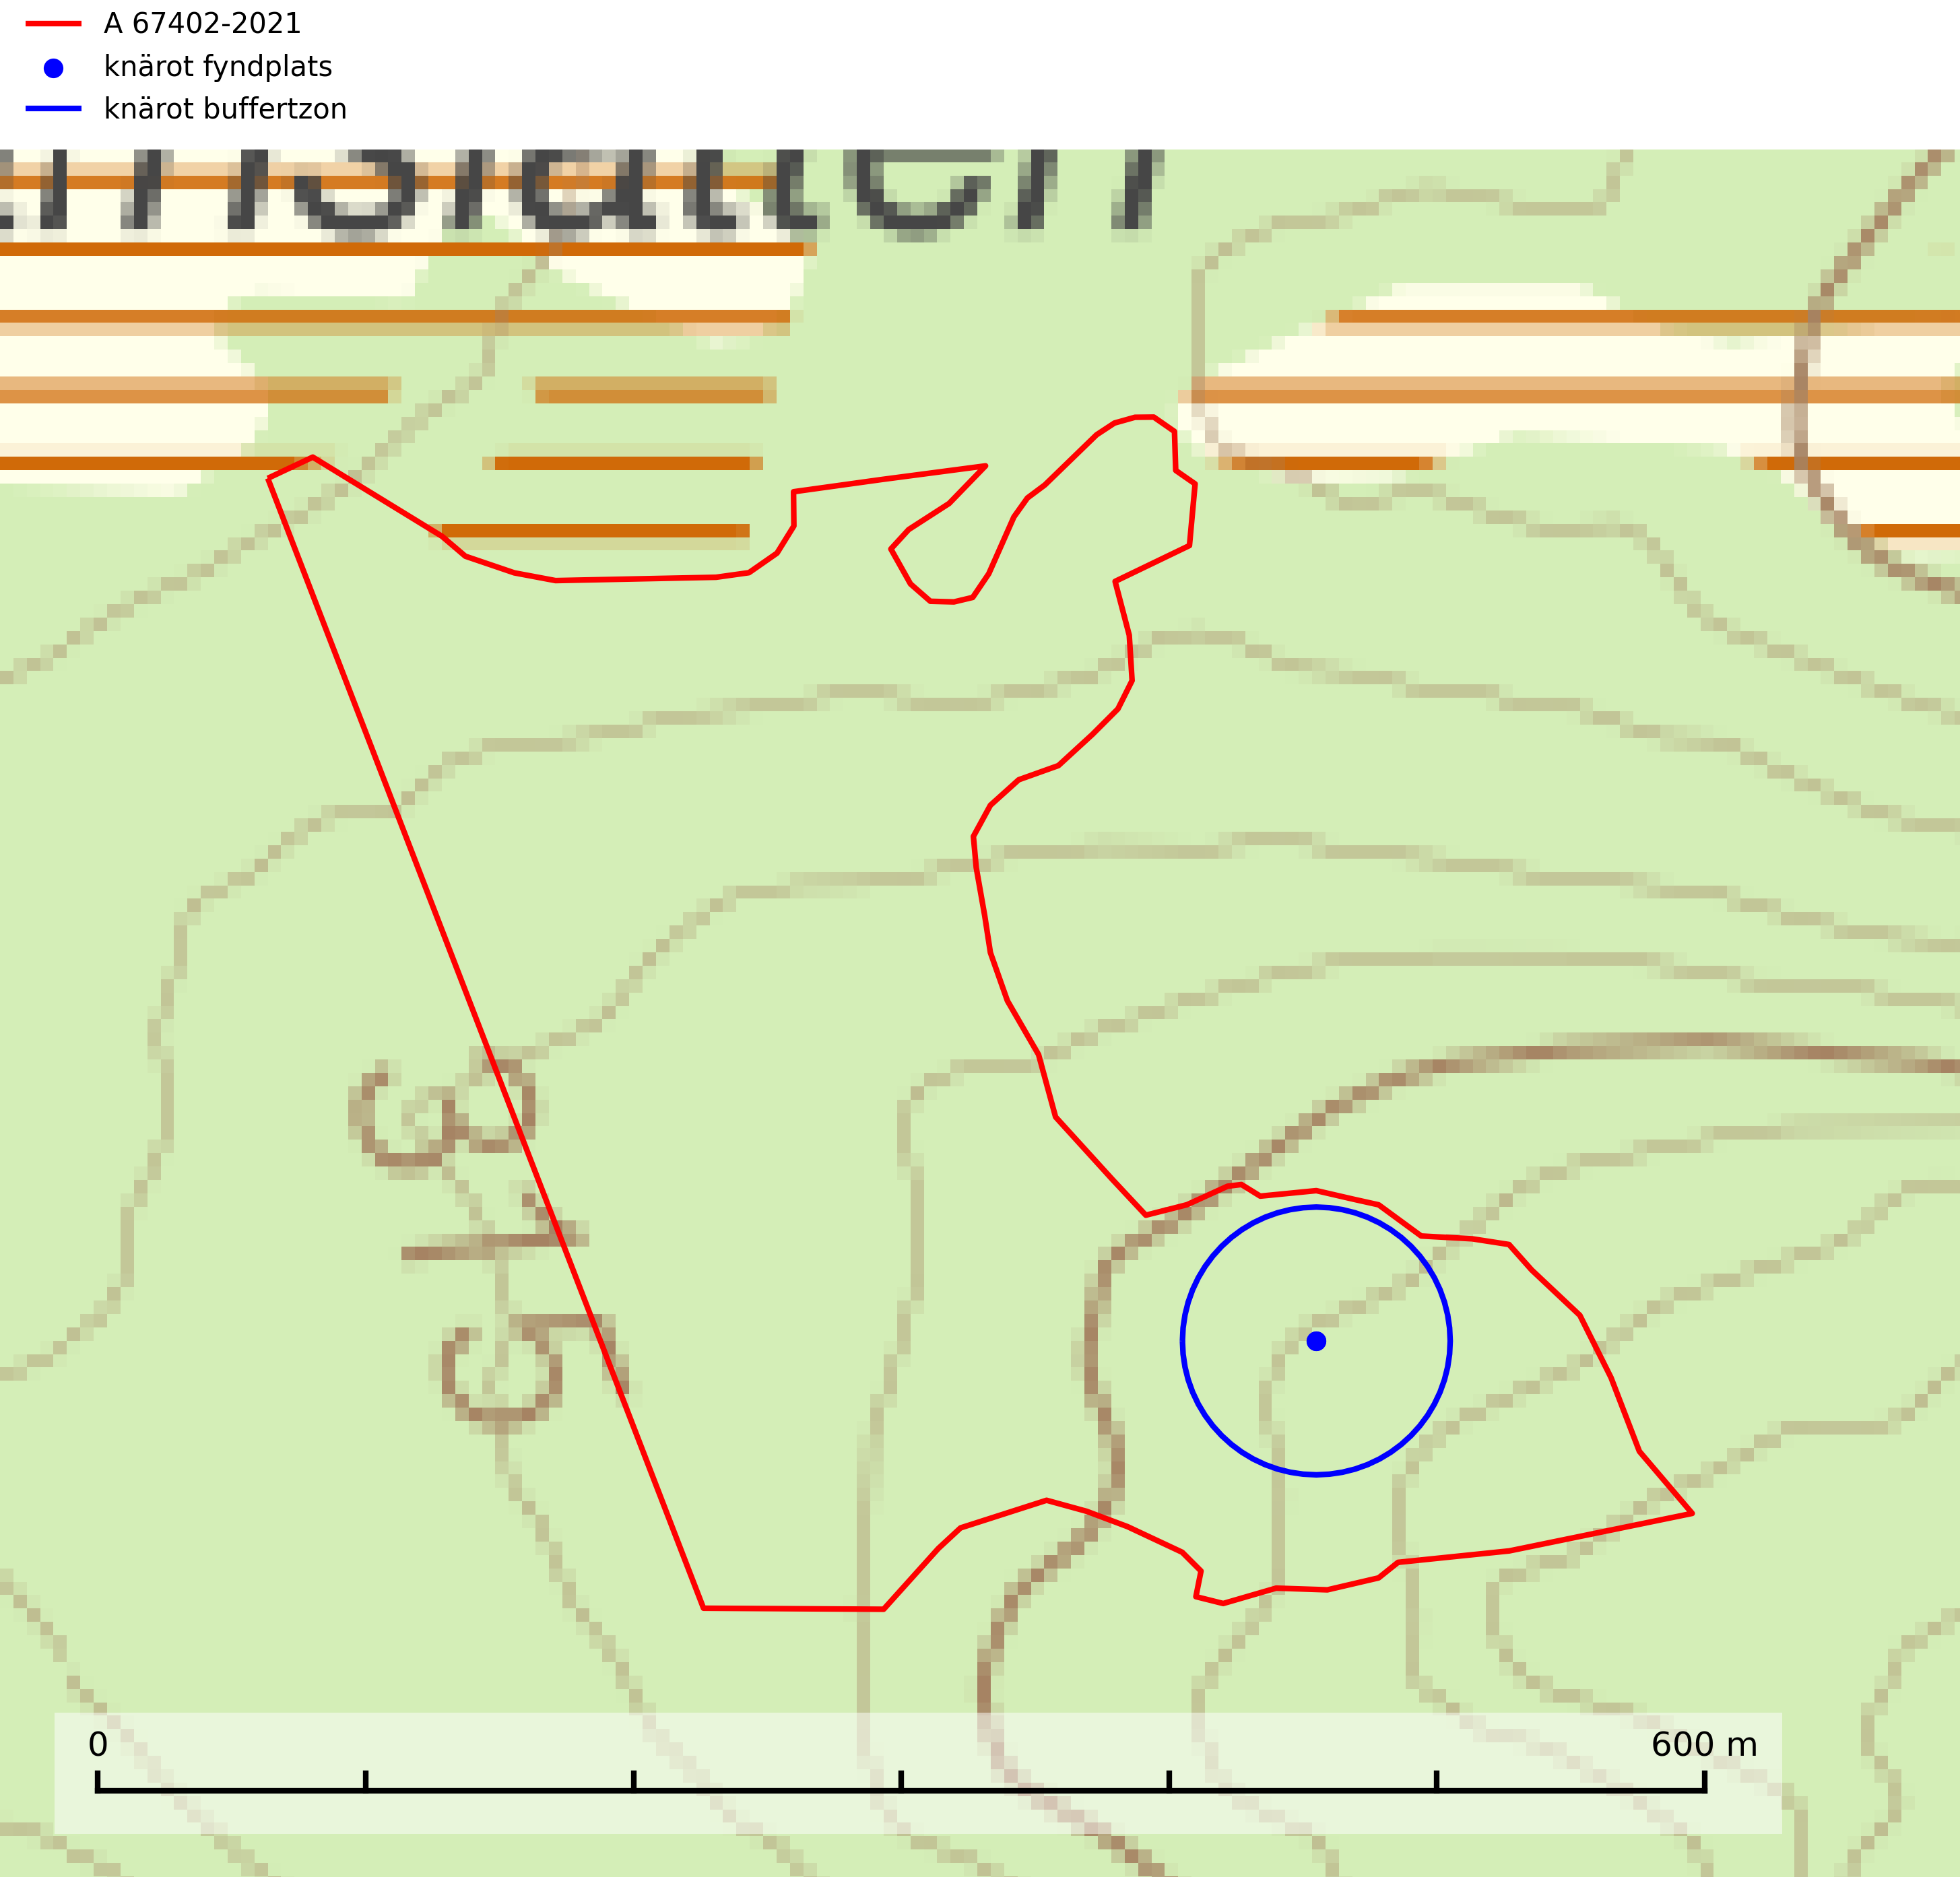 A 67402-2021
knärot fyndplats
knärot buffertzon
0
600 m